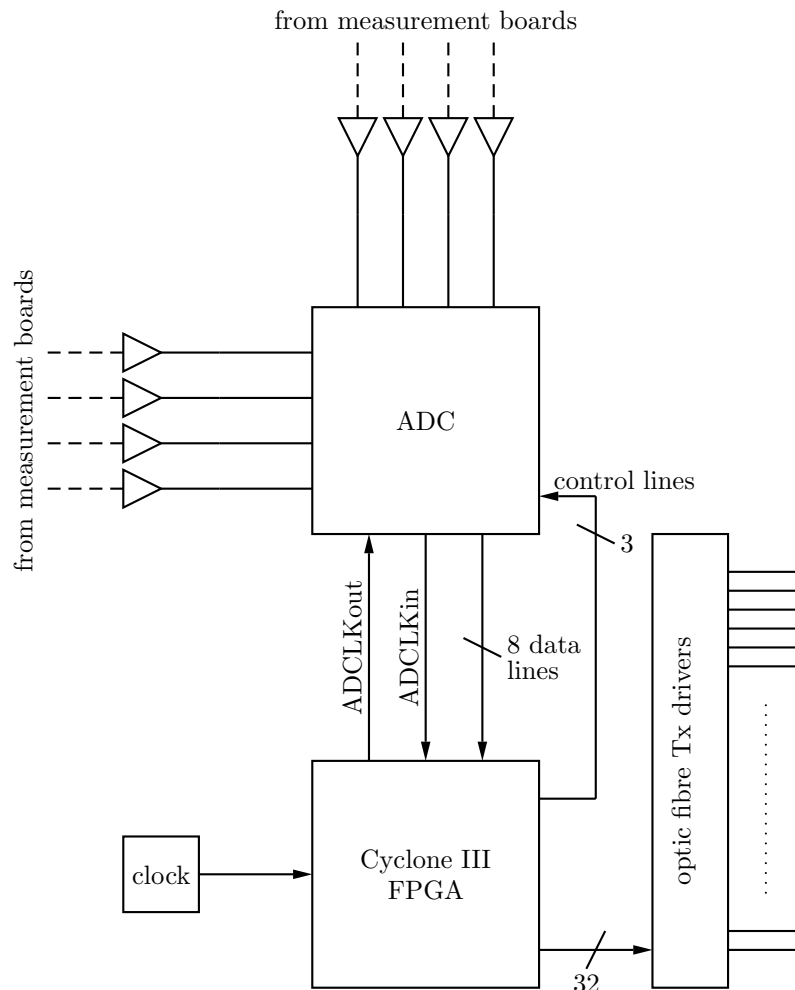 from measurement boards
from measurement boards
ADC
control lines
3
ADCLKout
ADCLKin
8 data
lines
optic fibre Tx drivers
clock
Cyclone III
FPGA
32